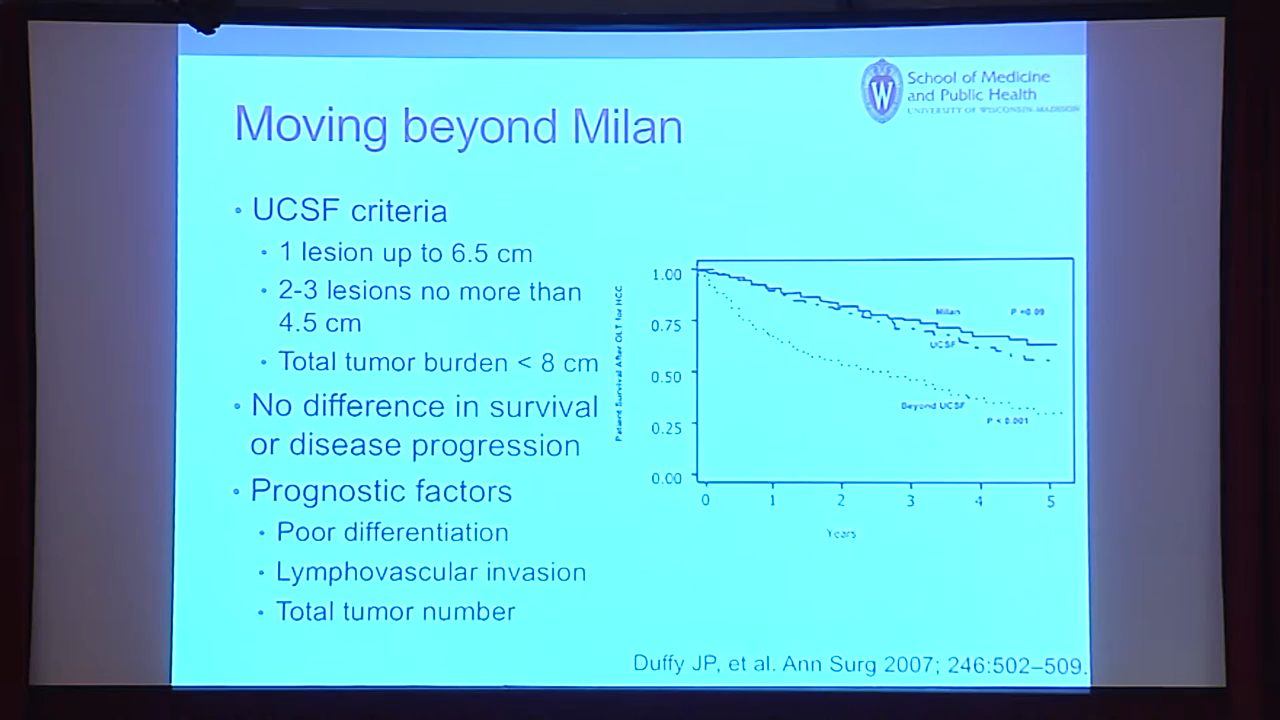 School of Medicine
and Public Health
UNIVERSITY OF WISCONSIN-MADISON
W
Moving beyond Milan
• UCSF criteria
• 1 lesion up to 6.5 cm
• 2-3 lesions no more than
4.5 cm
• Total tumor burden < 8 cm
• No difference in survival
or disease progression
• Prognostic factors
• Poor differentiation
• Lymphovascular invasion
• Total tumor number
Patient Survival After OLT for HCC
1.00
0.75
0.50
0.25
0.00
Milan
P =0.09
UCSF
Beyond UCSF
P < 0.001
0 1 2 3 4 5
Years
Duffy JP, et al. Ann Surg 2007; 246:502–509.